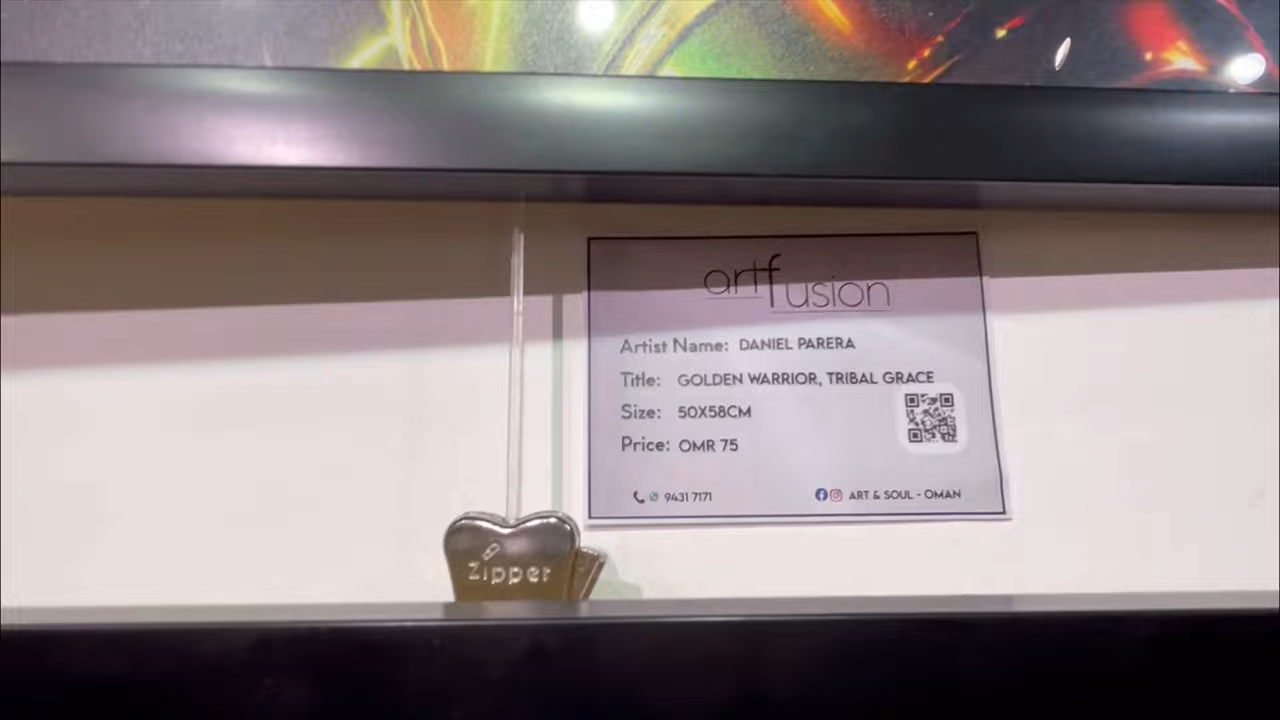 artfusion
Artist Name: DANIEL PARERA
Title: GOLDEN WARRIOR, TRIBAL GRACE
Size: 50X58CM
Price: OMR 75
9431 7171 ART & SOUL - OMAN
Zipper